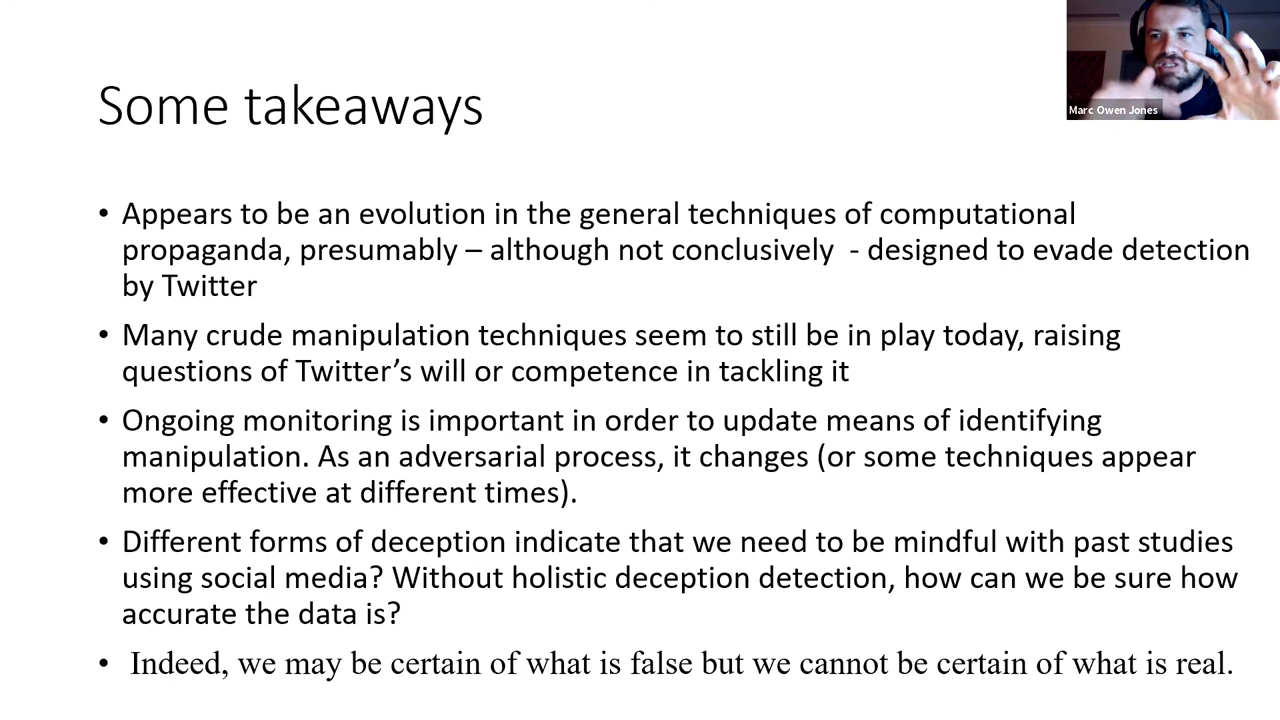 Some takeaways
Marc Owen Jones
• Appears to be an evolution in the general techniques of computational
propaganda, presumably – although not conclusively  - designed to evade detection
by Twitter
• Many crude manipulation techniques seem to still be in play today, raising
questions of Twitter’s will or competence in tackling it
• Ongoing monitoring is important in order to update means of identifying
manipulation. As an adversarial process, it changes (or some techniques appear
more effective at different times).
• Different forms of deception indicate that we need to be mindful with past studies
using social media? Without holistic deception detection, how can we be sure how
accurate the data is?
• Indeed, we may be certain of what is false but we cannot be certain of what is real.